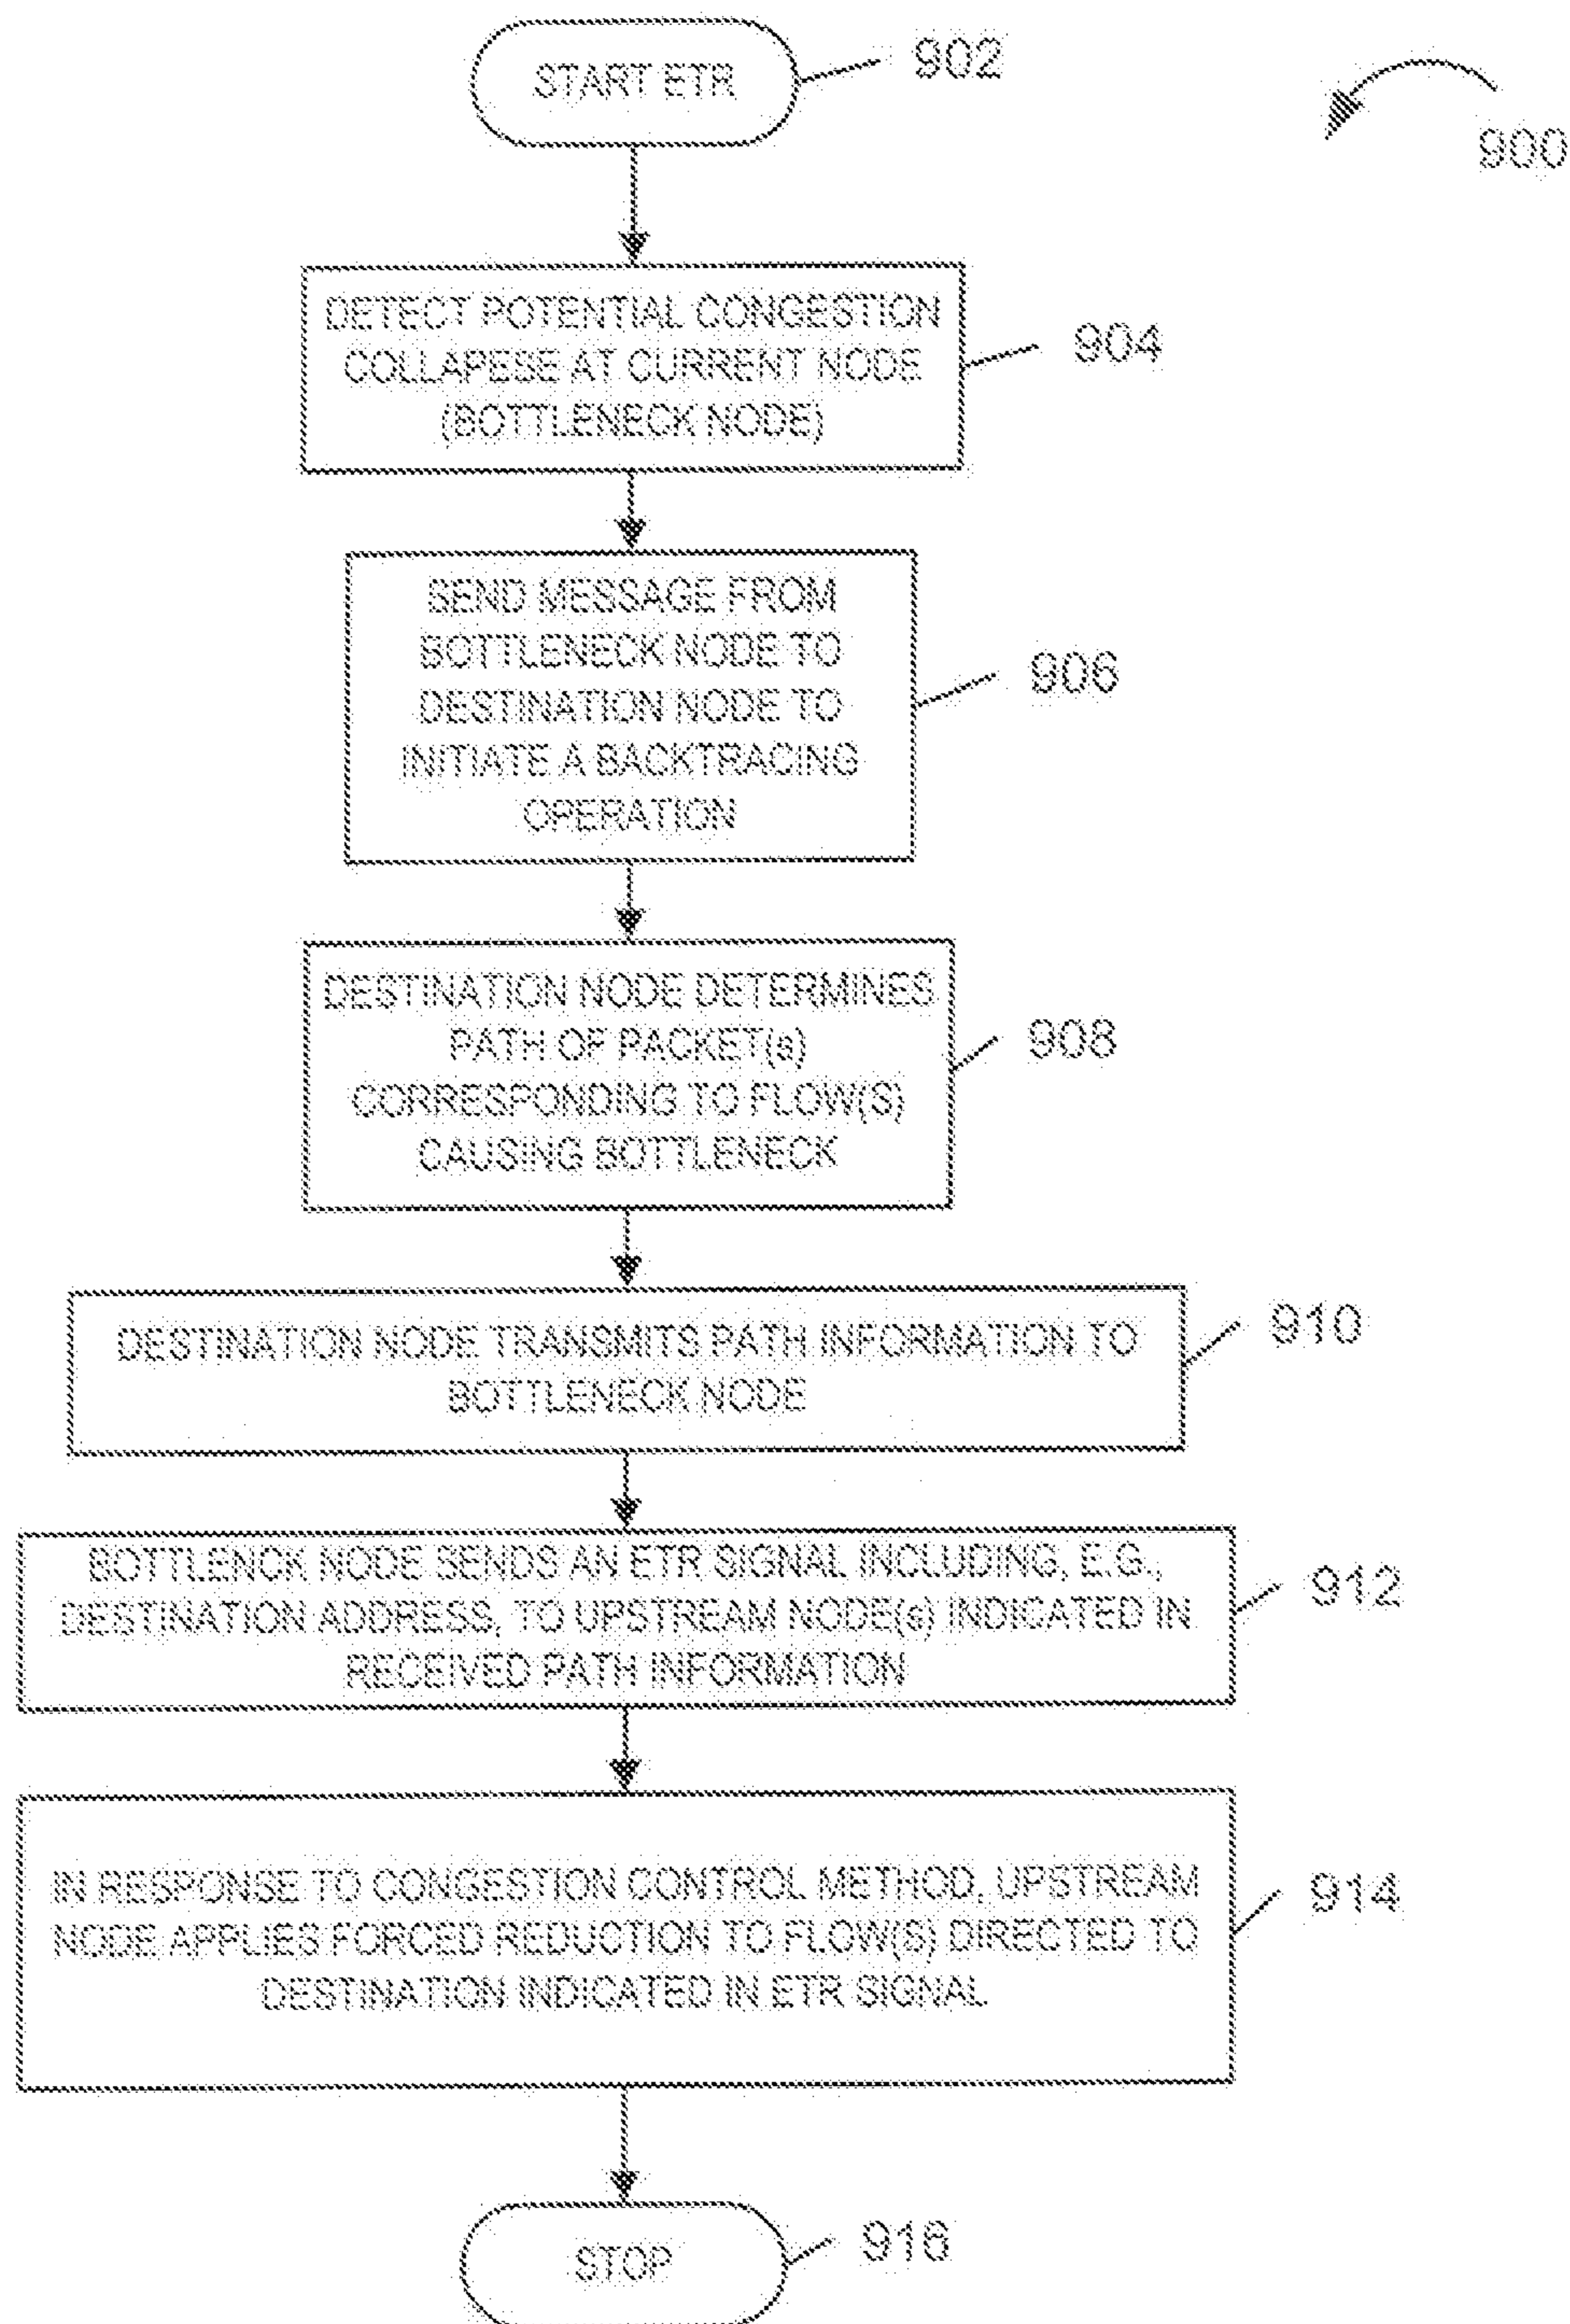 START ETR
902
900
DETECT POTENTIAL CONGESTION
COLLAPESE AT CURRENT NODE
(BOTTLENECK NODE)
904
SEND MESSAGE FROM
BOTTLENECK NODE TO
DESTINATION NODE TO
INITIATE A BACKTRACING
OPERATION
906
DESTINATION NODE DETERMINES
PATH OF PACKET(s)
CORRESPONDING TO FLOW(S)
CAUSING BOTTLENECK
908
DESTINATION NODE TRANSMITS PATH INFORMATION TO
BOTTLENECK NODE
910
BOTTLENCK NODE SENDS AN ETR SIGNAL INCLUDING, E.G.,
DESTINATION ADDRESS, TO UPSTREAM NODE(s) INDICATED IN
RECEIVED PATH INFORMATION
912
IN RESPONSE TO CONGESTION CONTROL METHOD, UPSTREAM
NODE APPLIES FORCED REDUCTION TO FLOW(S) DIRECTED TO
DESTINATION INDICATED IN ETR SIGNAL
914
STOP
916